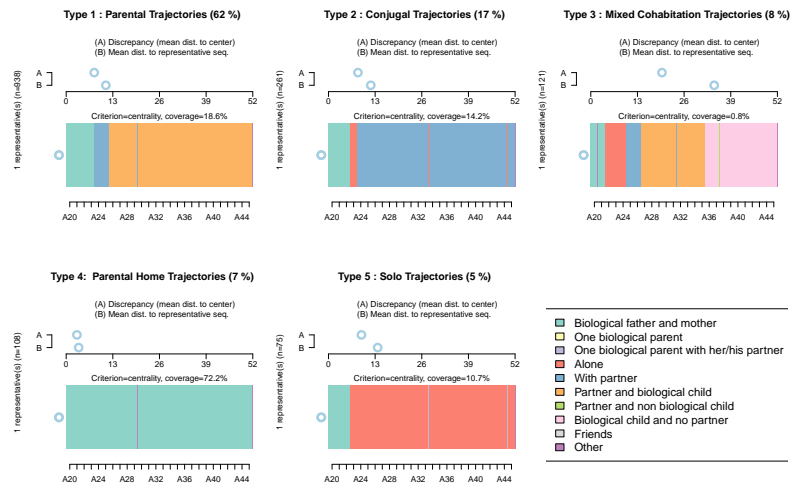 Type 1 : Parental Trajectories (62 %)
(A) Discrepancy (mean dist. to center)
(B) Mean dist. to representative seq.
A
B
0 13 26 39 52
Criterion=centrality, coverage=18.6%
1 representative(s) (n=938)
A20 A24 A28 A32 A36 A40 A44
Type 2 : Conjugal Trajectories (17 %)
(A) Discrepancy (mean dist. to center)
(B) Mean dist. to representative seq.
A
B
0 13 26 39 52
Criterion=centrality, coverage=14.2%
1 representative(s) (n=261)
A20 A24 A28 A32 A36 A40 A44
Type 3 : Mixed Cohabitation Trajectories (8 %)
(A) Discrepancy (mean dist. to center)
(B) Mean dist. to representative seq.
A
B
0 13 26 39 52
Criterion=centrality, coverage=0.8%
1 representative(s) (n=121)
A20 A24 A28 A32 A36 A40 A44
Type 4: Parental Home Trajectories (7 %)
(A) Discrepancy (mean dist. to center)
(B) Mean dist. to representative seq.
A
B
0 13 26 39 52
Criterion=centrality, coverage=72.2%
1 representative(s) (n=108)
A20 A24 A28 A32 A36 A40 A44
Type 5 : Solo Trajectories (5 %)
(A) Discrepancy (mean dist. to center)
(B) Mean dist. to representative seq.
A
B
0 13 26 39 52
Criterion=centrality, coverage=10.7%
1 representative(s) (n=75)
A20 A24 A28 A32 A36 A40 A44
Biological father and mother
One biological parent
One biological parent with her/his partner
Alone
With partner
Partner and biological child
Partner and non biological child
Biological child and no partner
Friends
Other